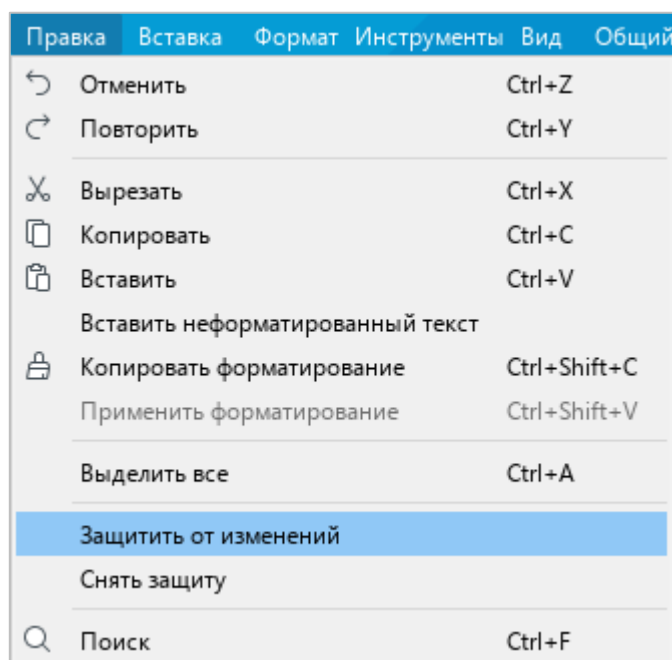 Правка Вставка Формат Инструменты Вид Общий
Отменить Ctrl+Z
Повторить Ctrl+Y
Вырезать Ctrl+X
Копировать Ctrl+C
Вставить Ctrl+V
Вставить неформатированный текст
Копировать форматирование Ctrl+Shift+C
Применить форматирование Ctrl+Shift+V
Выделить все Ctrl+A
Защитить от изменений
Снять защиту
Поиск Ctrl+F